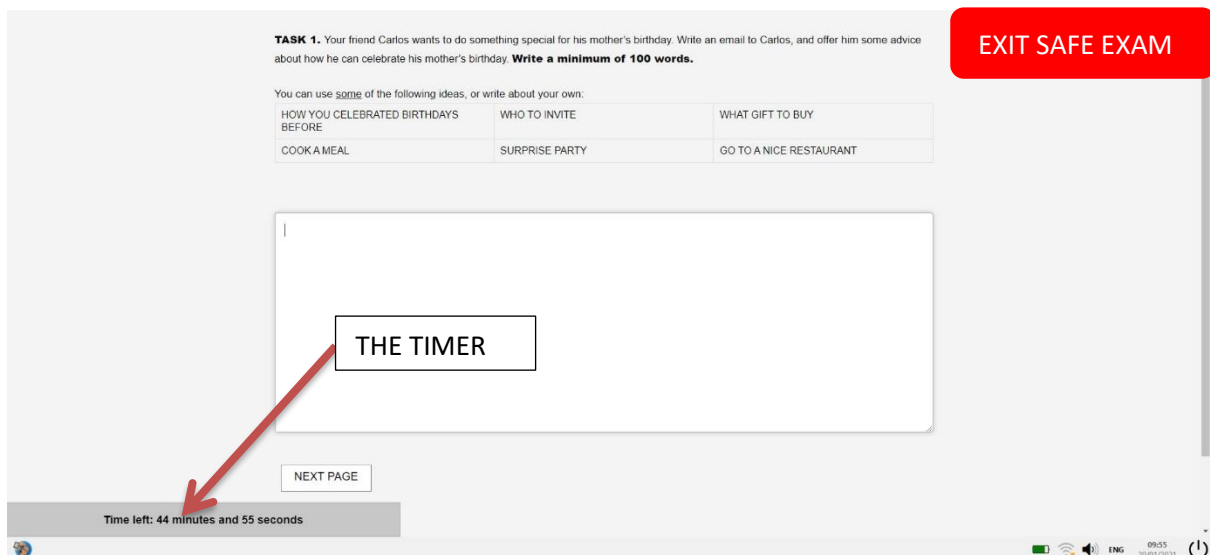 EXIT SAFE EXAM
TASK 1. Your friend Carlos wants to do something special for his mother's birthday. Write an email to Carlos, and offer him some advice
about how he can celebrate his mother's birthday. Write a minimum of 100 words.
You can use some of the following ideas, or write about your own:
HOW YOU CELEBRATED BIRTHDAYS
BEFORE
WHO TO INVITE
WHAT GIFT TO BUY
COOK A MEAL
SURPRISE PARTY
GO TO A NICE RESTAURANT
THE TIMER
NEXT PAGE
Time left: 44 minutes and 55 seconds
ENG
09:55
20/01/2021